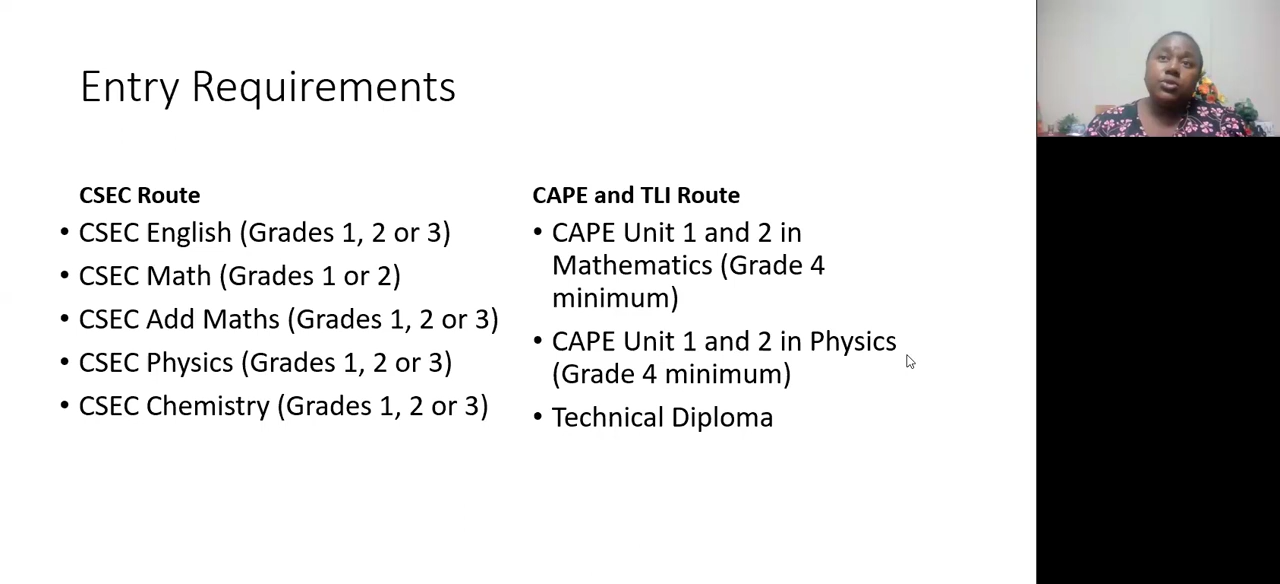 Entry Requirements
CSEC Route
• CSEC English (Grades 1, 2 or 3)
• CSEC Math (Grades 1 or 2)
• CSEC Add Maths (Grades 1, 2 or 3)
• CSEC Physics (Grades 1, 2 or 3)
• CSEC Chemistry (Grades 1, 2 or 3)
CAPE and TLI Route
• CAPE Unit 1 and 2 in
Mathematics (Grade 4
minimum)
• CAPE Unit 1 and 2 in Physics
(Grade 4 minimum)
• Technical Diploma